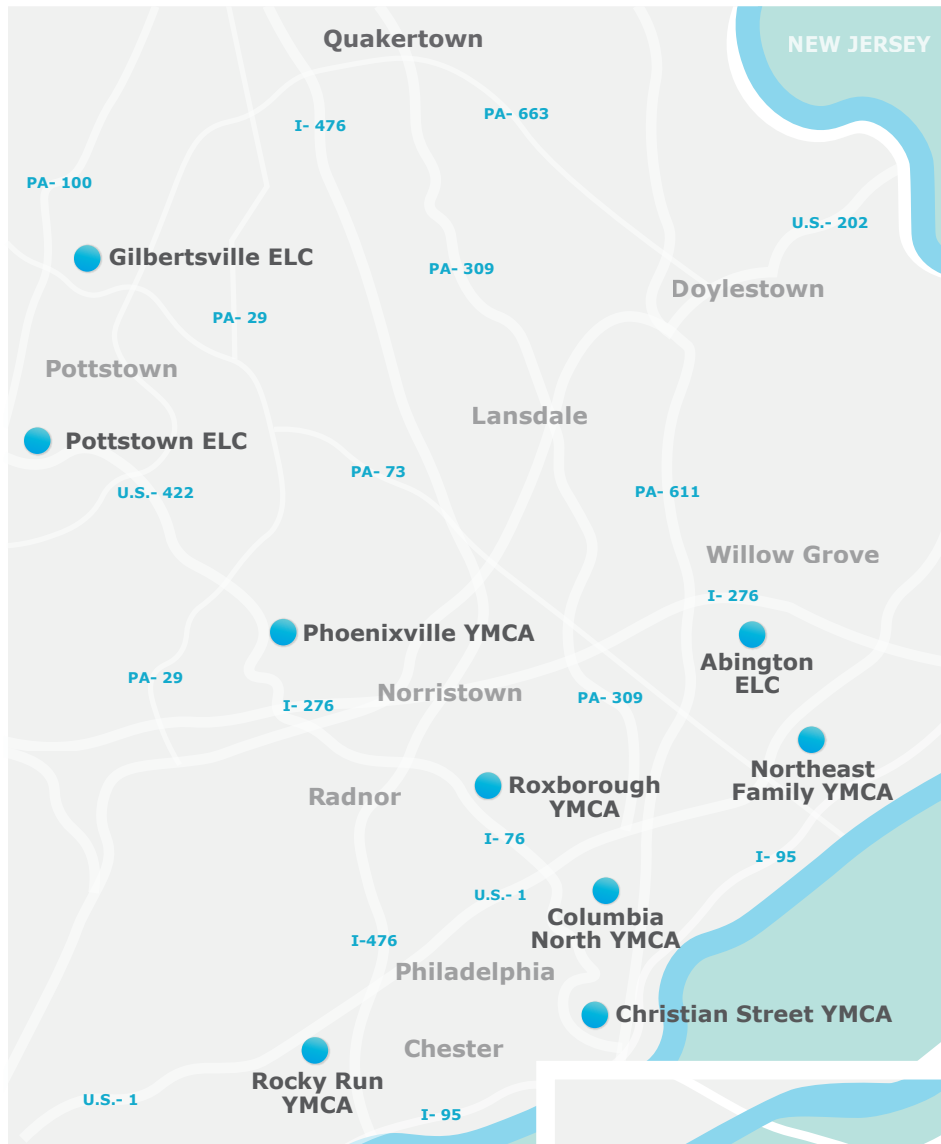 Quakertown
NEW JERSEY
PA- 663
I- 476
PA- 100
U.S.- 202
Gilbertsville ELC
PA- 309
Doylestown
PA- 29
Pottstown
Lansdale
Pottstown ELC
PA- 73
U.S.- 422
PA- 611
Willow Grove
I- 276
Phoenixville YMCA
Abington
ELC
PA- 29
Norristown
PA- 309
I- 276
Northeast
Family YMCA
Roxborough
YMCA
Radnor
I- 76
I- 95
U.S.- 1
Columbia
North YMCA
I-476
Philadelphia
Christian Street YMCA
Chester
Rocky Run
YMCA
U.S.- 1
I- 95